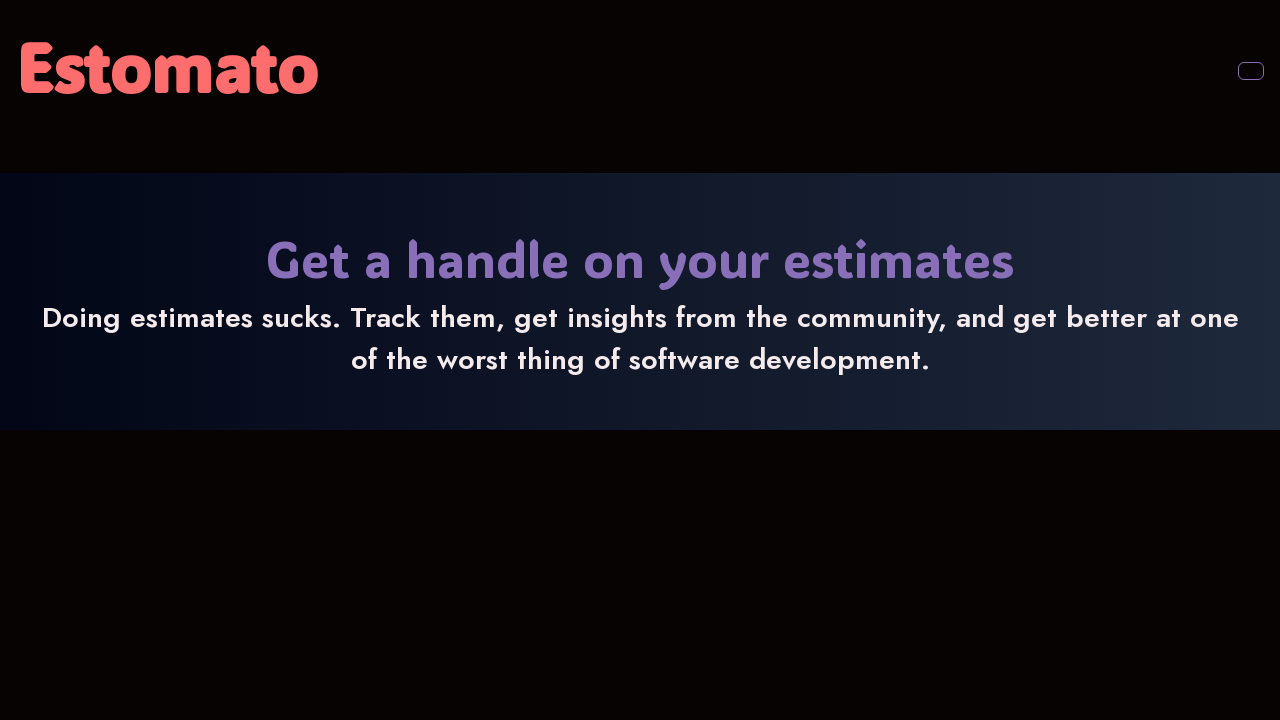 Estomato
Get a handle on your estimates
Doing estimates sucks. Track them, get insights from the community, and get better at one
of the worst thing of software development.